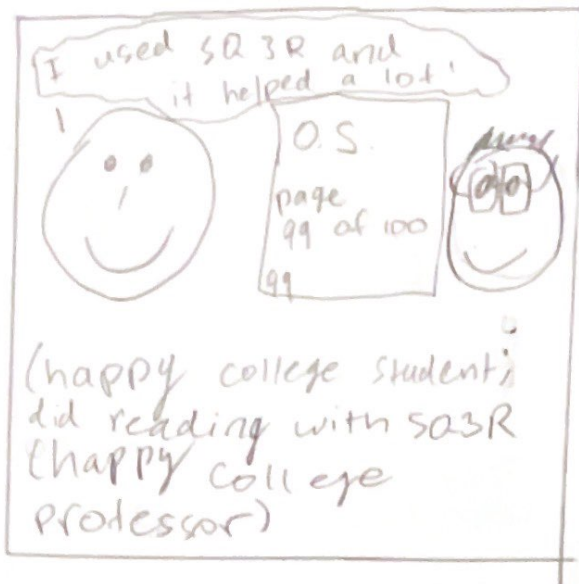 I used SQ3R and
it helped a lot!
O.S.
page
99 of 100
99
(happy college student;
did reading with SQ3R
(happy college
professor)